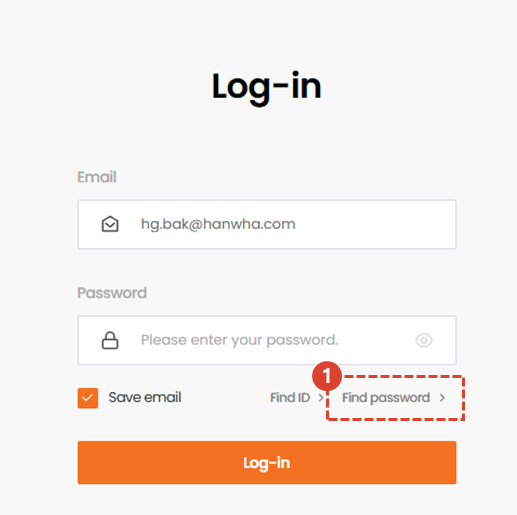 Log-in
Email
hg.bak@hanwha.com
Password
Please enter your password.
1
Save email Find ID > Find password >
Log-in